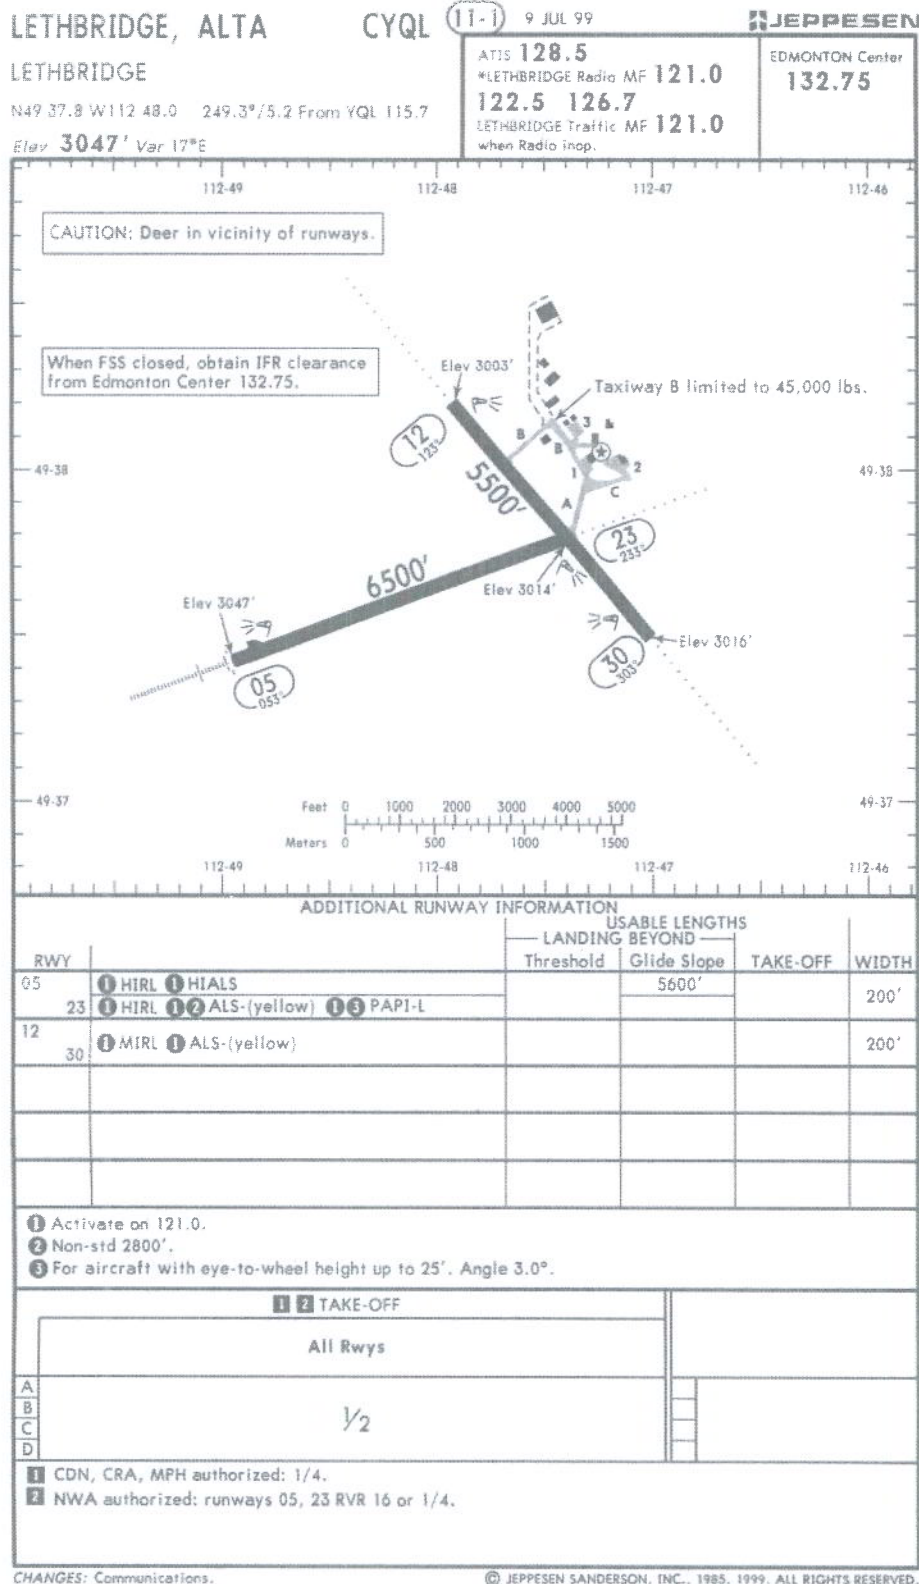 LETHBRIDGE, ALTA CYQL 11-1 9 JUL 99 JEPPESEN
LETHBRIDGE
N49 37.8 W112 48.0 249.3°/5.2 From YQL 115.7
Elev 3047' Var 17°E
ATIS 128.5
*LETHBRIDGE Radio MF 121.0
122.5 126.7
LETHBRIDGE Traffic MF 121.0
when Radio inop.
EDMONTON Center
132.75
112-49 112-48 112-47 112-46
CAUTION: Deer in vicinity of runways.
When FSS closed, obtain IFR clearance
from Edmonton Center 132.75.
Elev 3003'
Taxiway B limited to 45,000 lbs.
12
123°
B
B
3
1
2
A
C
49-38 49-38
5500'
23
233°
6500'
Elev 3014'
Elev 3047'
Elev 3016'
30
303°
05
053°
49-37 49-37
Feet 0 1000 2000 3000 4000 5000
Meters 0 500 1000 1500
112-49 112-48 112-47 112-46
ADDITIONAL RUNWAY INFORMATION
USABLE LENGTHS
LANDING BEYOND
RWY Threshold Glide Slope TAKE-OFF WIDTH
05 1 HIRL 1 HIALS 5600' 200'
23 1 HIRL 1 2 ALS-(yellow) 1 3 PAPI-L
12
30 1 MIRL 1 ALS-(yellow) 200'
1 Activate on 121.0.
2 Non-std 2800'.
3 For aircraft with eye-to-wheel height up to 25'. Angle 3.0°.
1 2 TAKE-OFF
All Rwys
A
B
C
D
1/2
1 CDN, CRA, MPH authorized: 1/4.
2 NWA authorized: runways 05, 23 RVR 16 or 1/4.
CHANGES: Communications. © JEPPESEN SANDERSON, INC., 1985, 1999. ALL RIGHTS RESERVED.